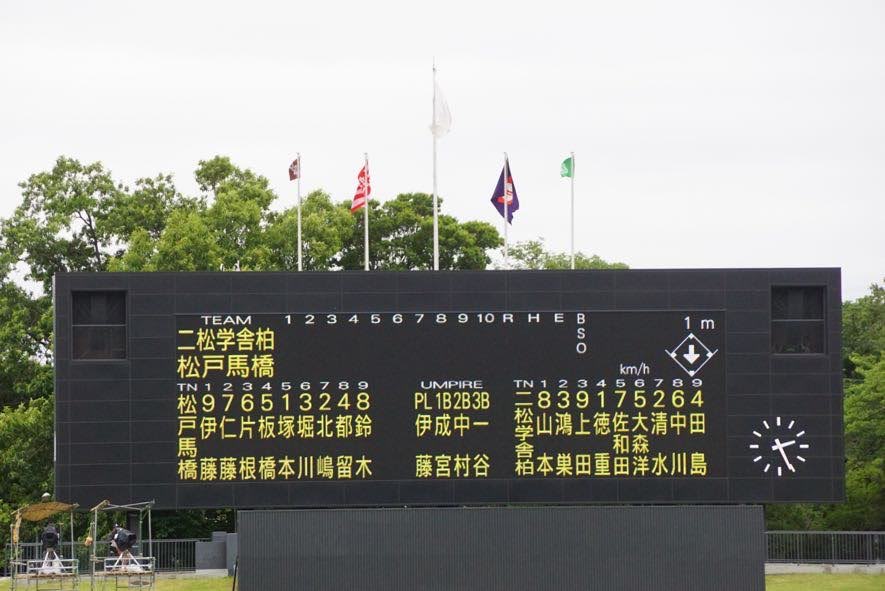 TEAM 1 2 3 4 5 6 7 8 9 10 R H E B
S
O
1 m
二松学舎柏
松戸馬橋
km/h
TN 1 2 3 4 5 6 7 8 9 UMPIRE TN 1 2 3 4 5 6 7 8 9
松戸馬橋 9 7 6 5 1 3 2 4 8 PL 1B 2B 3B 二松学舎柏 8 3 9 1 7 5 2 6 4
伊藤 仁藤 片根 板橋 塚本 堀川 北嶋 都留 鈴木 伊藤 成宮 中村 一谷 山本 鴻巣 上田 徳重 佐和田 大森洋 清水 中川 田島